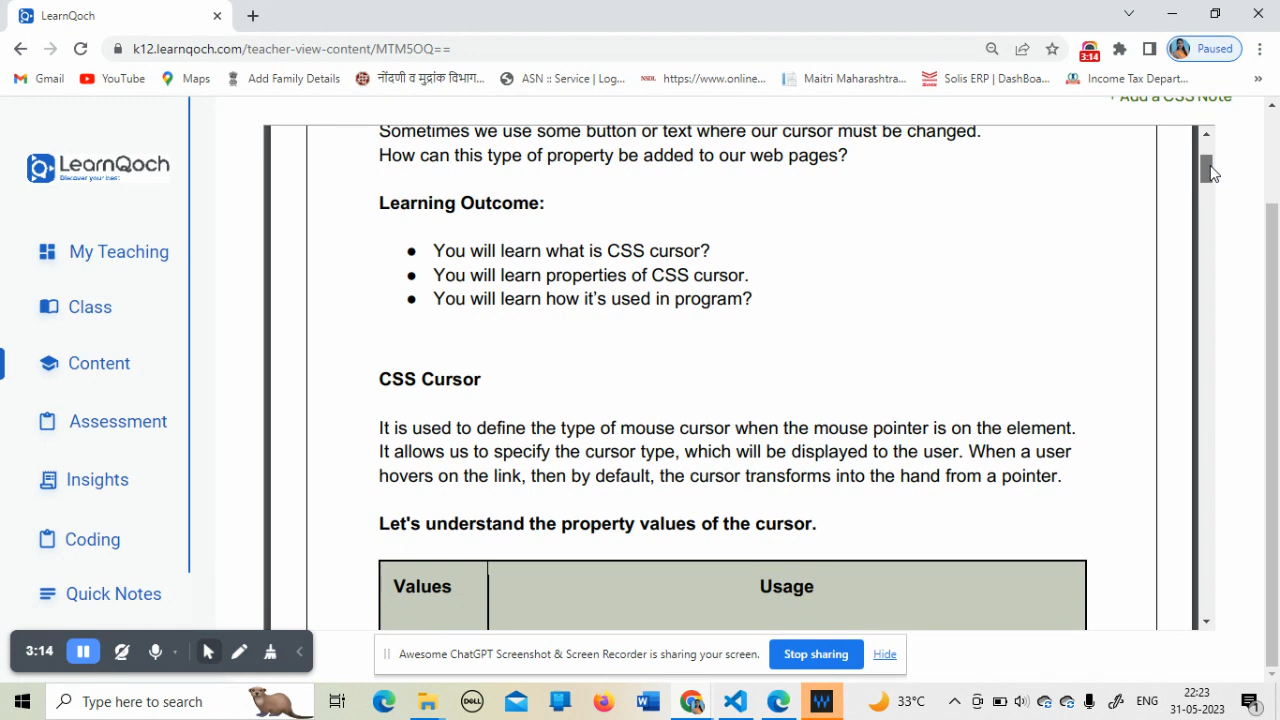 LearnQoch
k12.learnqoch.com/teacher-view-content/MTM5OQ==
3:14
Paused
Gmail
YouTube
Maps
Add Family Details
नोंदणी व मुद्रांक विभाग...
ASN :: Service | Log...
NSDL
https://www.online...
Maitri Maharashtra...
Solis ERP | DashBoa...
Income Tax Depart...
»
+ Add a CSS Note
LearnQoch
Discover your best
My Teaching
Class
Content
Assessment
Insights
Coding
Quick Notes
Sometimes we use some button or text where our cursor must be changed.
How can this type of property be added to our web pages?
Learning Outcome:
● You will learn what is CSS cursor?
● You will learn properties of CSS cursor.
● You will learn how it’s used in program?
CSS Cursor
It is used to define the type of mouse cursor when the mouse pointer is on the element.
It allows us to specify the cursor type, which will be displayed to the user. When a user
hovers on the link, then by default, the cursor transforms into the hand from a pointer.
Let's understand the property values of the cursor.
Values Usage
3:14
Awesome ChatGPT Screenshot & Screen Recorder is sharing your screen.
Stop sharing
Hide
Type here to search
DELL
33°C
ENG
22:23
31-05-2023
1